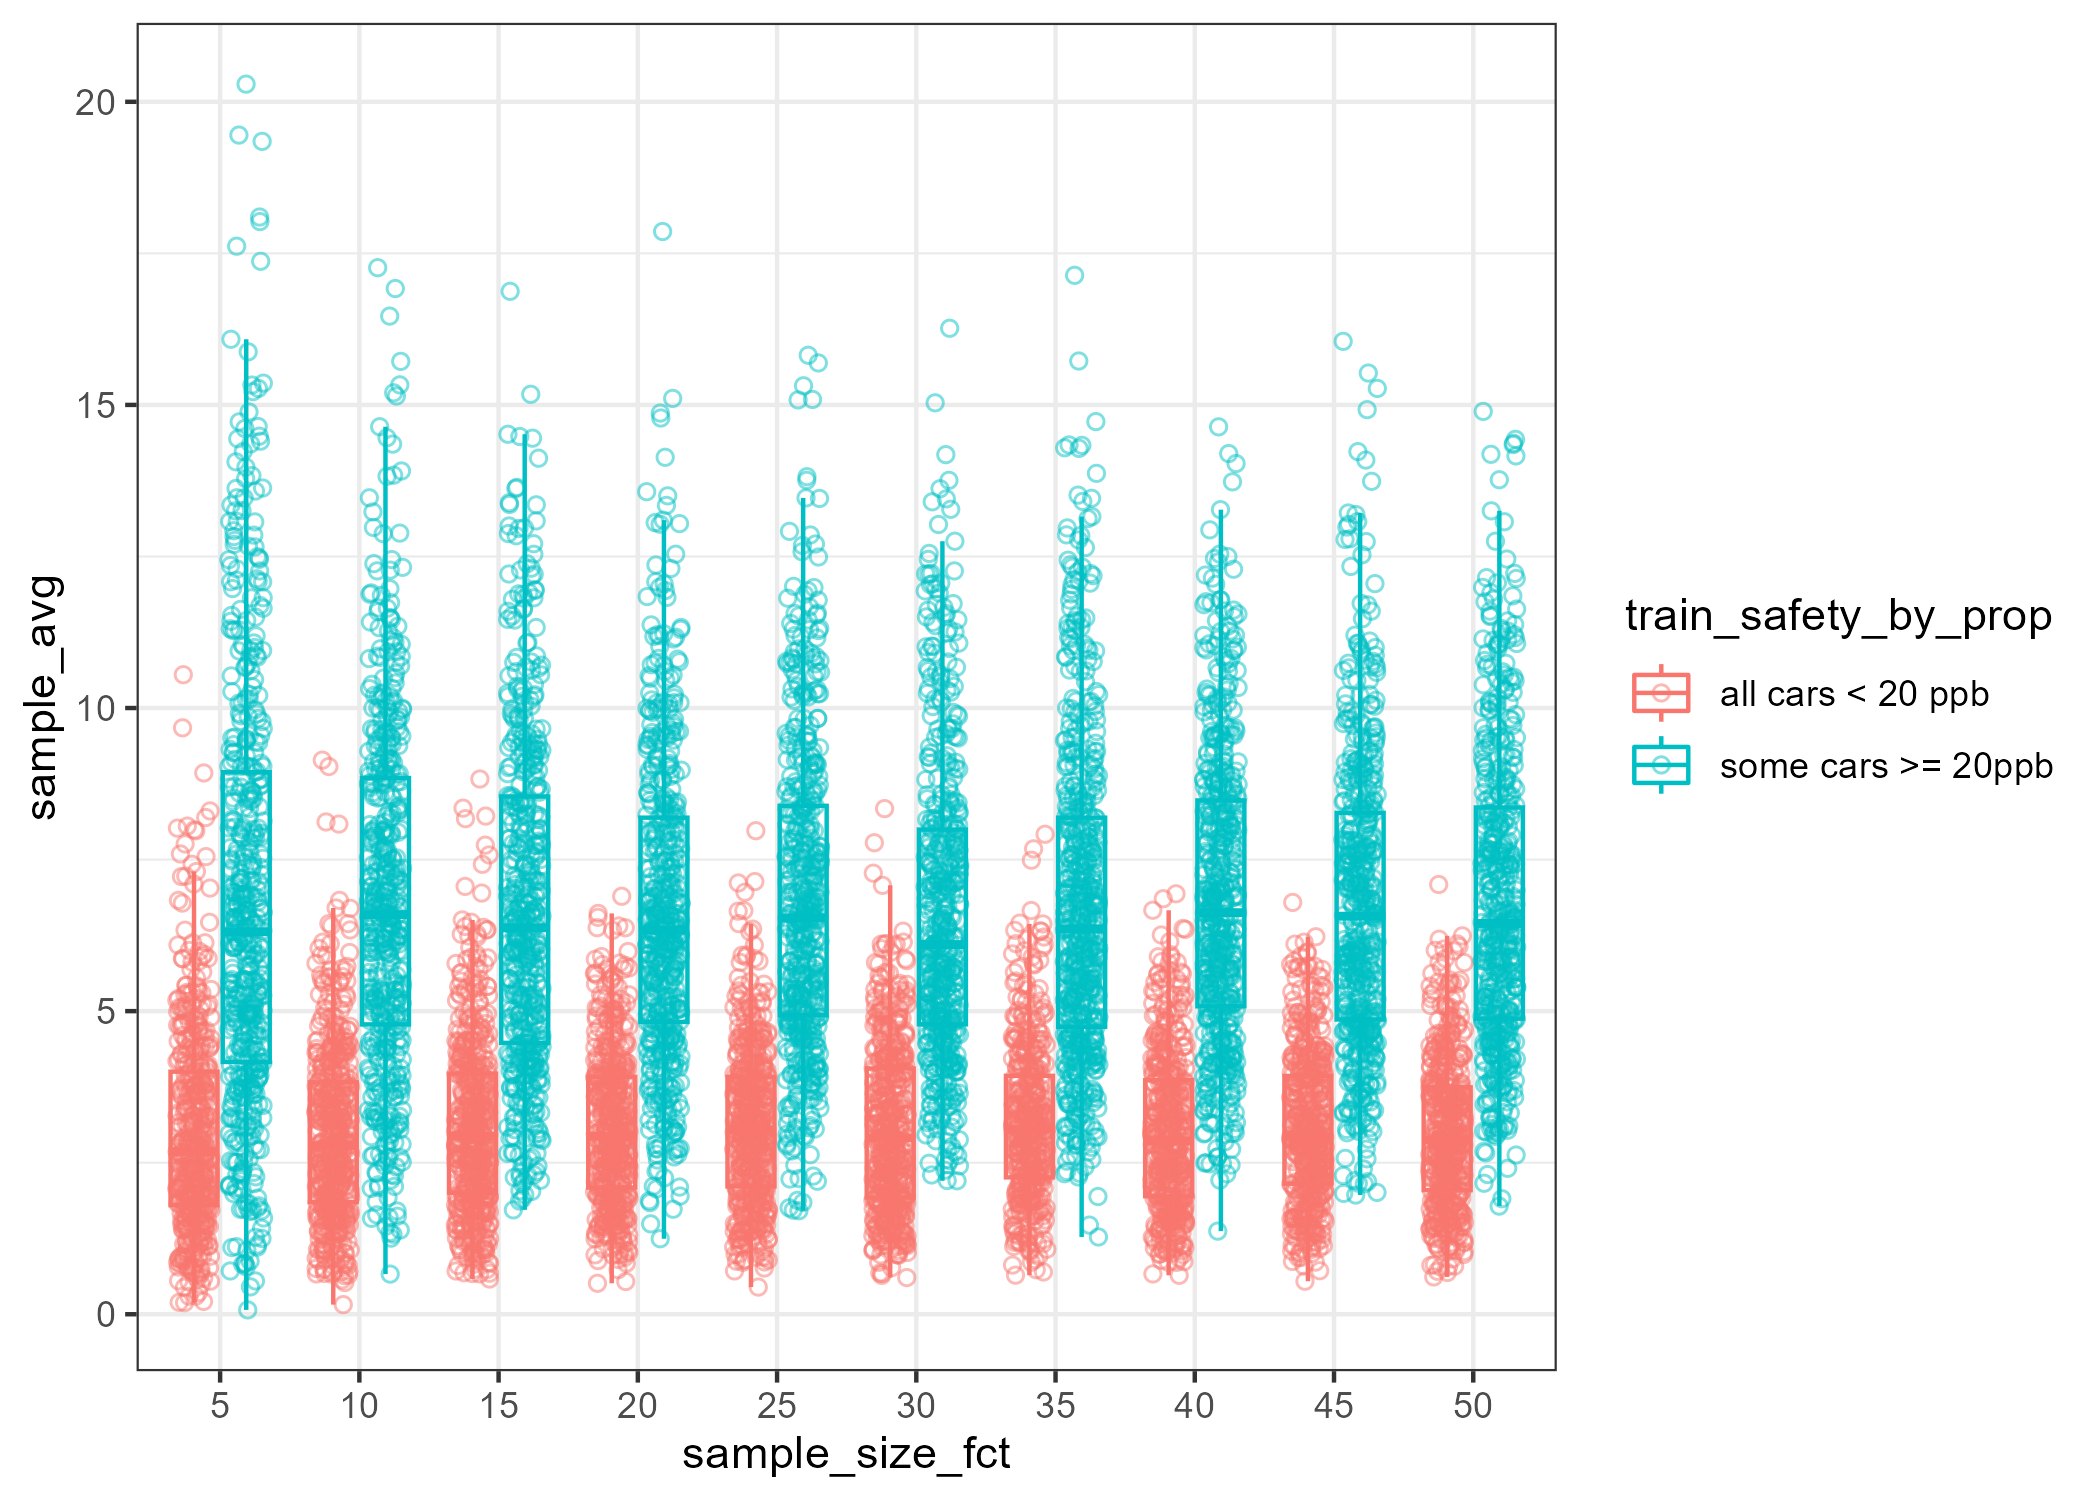 20
15
10
5
0
sample_avg
5 10 15 20 25 30 35 40 45 50
sample_size_fct
train_safety_by_prop
all cars < 20 ppb
some cars >= 20ppb